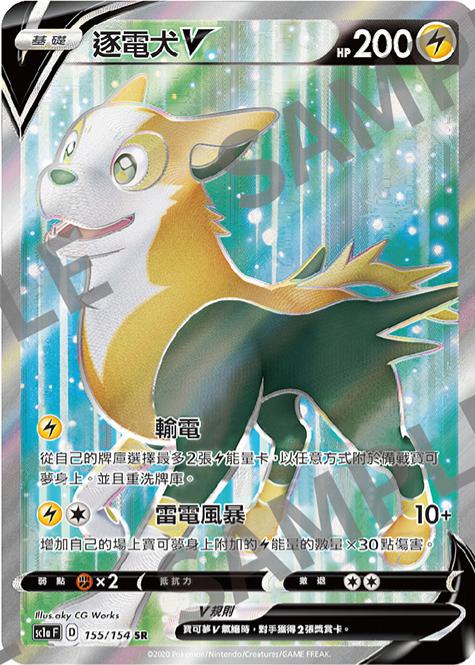 基礎 逐電犬V HP 200
SAMPLE
輸電
從自己的牌庫選擇最多2張能量卡，以任意方式附於備戰寶可
夢身上。並且重洗牌庫。
雷電風暴 10+
增加自己的場上寶可夢身上附加的能量的數量×30點傷害。
弱點 ×2 抵抗力 撤退
Illus.aky CG Works
V規則
sc1a F D 155/154 SR
寶可夢V氣絕時，對手獲得2張獎賞卡。
©2020 Pokémon/Nintendo/Creatures/GAME FREAK.